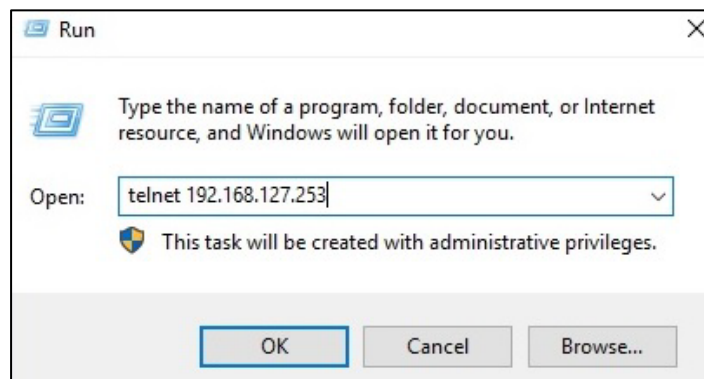 Run
Type the name of a program, folder, document, or Internet
resource, and Windows will open it for you.
Open:
telnet 192.168.127.253
This task will be created with administrative privileges.
OK
Cancel
Browse...